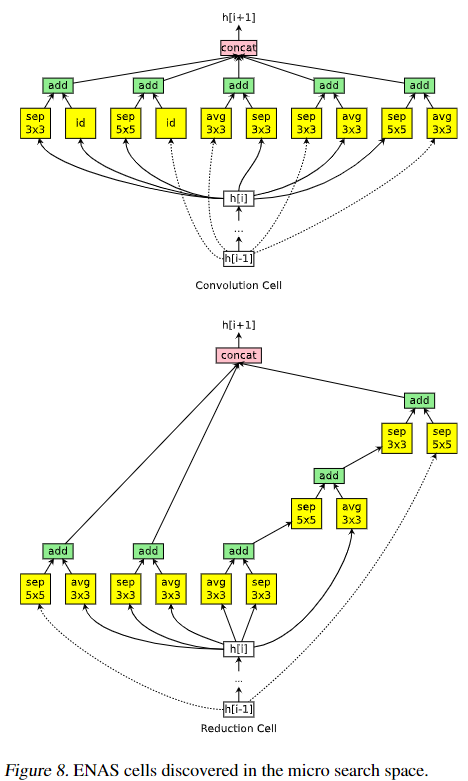 h[i+1]
concat
add add add add add
sep 3x3 id sep 5x5 id avg 3x3 sep 3x3 sep 3x3 avg 3x3 sep 5x5 avg 3x3
h[i]
...
h[i-1]
Convolution Cell
h[i+1]
concat
add
sep 3x3 sep 5x5
add
sep 5x5 avg 3x3
add add add
sep 5x5 avg 3x3 sep 3x3 avg 3x3 avg 3x3 sep 3x3
h[i]
...
h[i-1]
Reduction Cell
Figure 8. ENAS cells discovered in the micro search space.